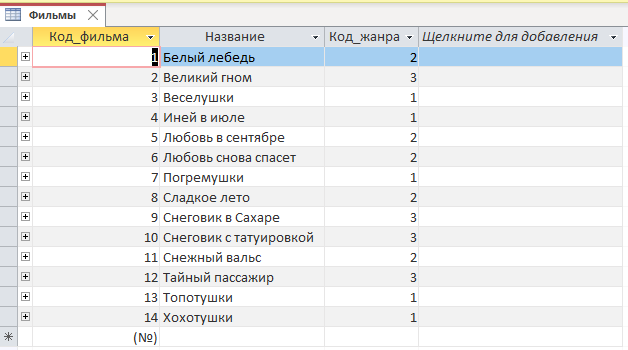 Фильмы
Код_фильма Название Код_жанра Щелкните для добавления
1 Белый лебедь 2
2 Великий гном 3
3 Веселушки 1
4 Иней в июле 1
5 Любовь в сентябре 2
6 Любовь снова спасет 2
7 Погремушки 1
8 Сладкое лето 2
9 Снеговик в Сахаре 3
10 Снеговик с татуировкой 3
11 Снежный вальс 2
12 Тайный пассажир 3
13 Топотушки 1
14 Хохотушки 1
(№)